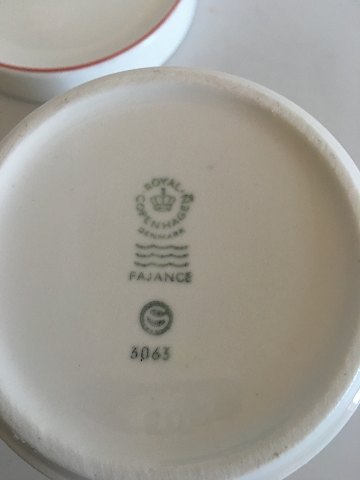 ROYAL
COPENHAGEN
DENMARK
FAJANCE
S
3063